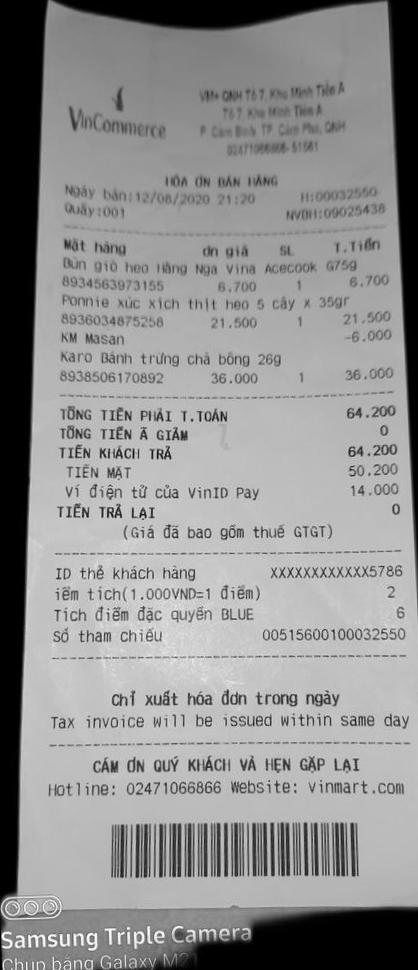 VinCommerce
VM+ QNH Tổ 7, Khu Minh Tiến A
Tổ 7, Khu Minh Tiến A
P. Cẩm Bình, TP. Cẩm Phả, QNH
02471066866-51561
HÓA ƠN BÁN HÀNG
Ngày bán:12/08/2020 21:20 H:00032550
Quầy:001 NVBH:09025438
Mặt hàng ơn giá SL T.Tiền
Bún giò heo Hằng Nga Vina Acecook G75g
8934563973155 6.700 1 6.700
Ponnie xúc xích thịt heo 5 cây x 35gr
8936034875258 21.500 1 21.500
KM Masan -6.000
Karo Bánh trứng chà bông 26g
8938506170892 36.000 1 36.000
TỔNG TIỀN PHẢI T.TOÁN 64.200
TỔNG TIỀN Ã GIẢM 0
TIỀN KHÁCH TRẢ 64.200
TIỀN MẶT 50.200
Ví điện tử của VinID Pay 14.000
TIỀN TRẢ LẠI 0
(Giá đã bao gồm thuế GTGT)
ID thẻ khách hàng XXXXXXXXXXXX5786
iểm tích(1.000VND=1 điểm) 2
Tích điểm đặc quyền BLUE 6
Số tham chiếu 00515600100032550
Chỉ xuất hóa đơn trong ngày
Tax invoice will be issued within same day
CÁM ƠN QUÝ KHÁCH VÀ HẸN GẶP LẠI
Hotline: 02471066866 Website: vinmart.com
Samsung Triple Camera
Chụp bằng Galaxy M21